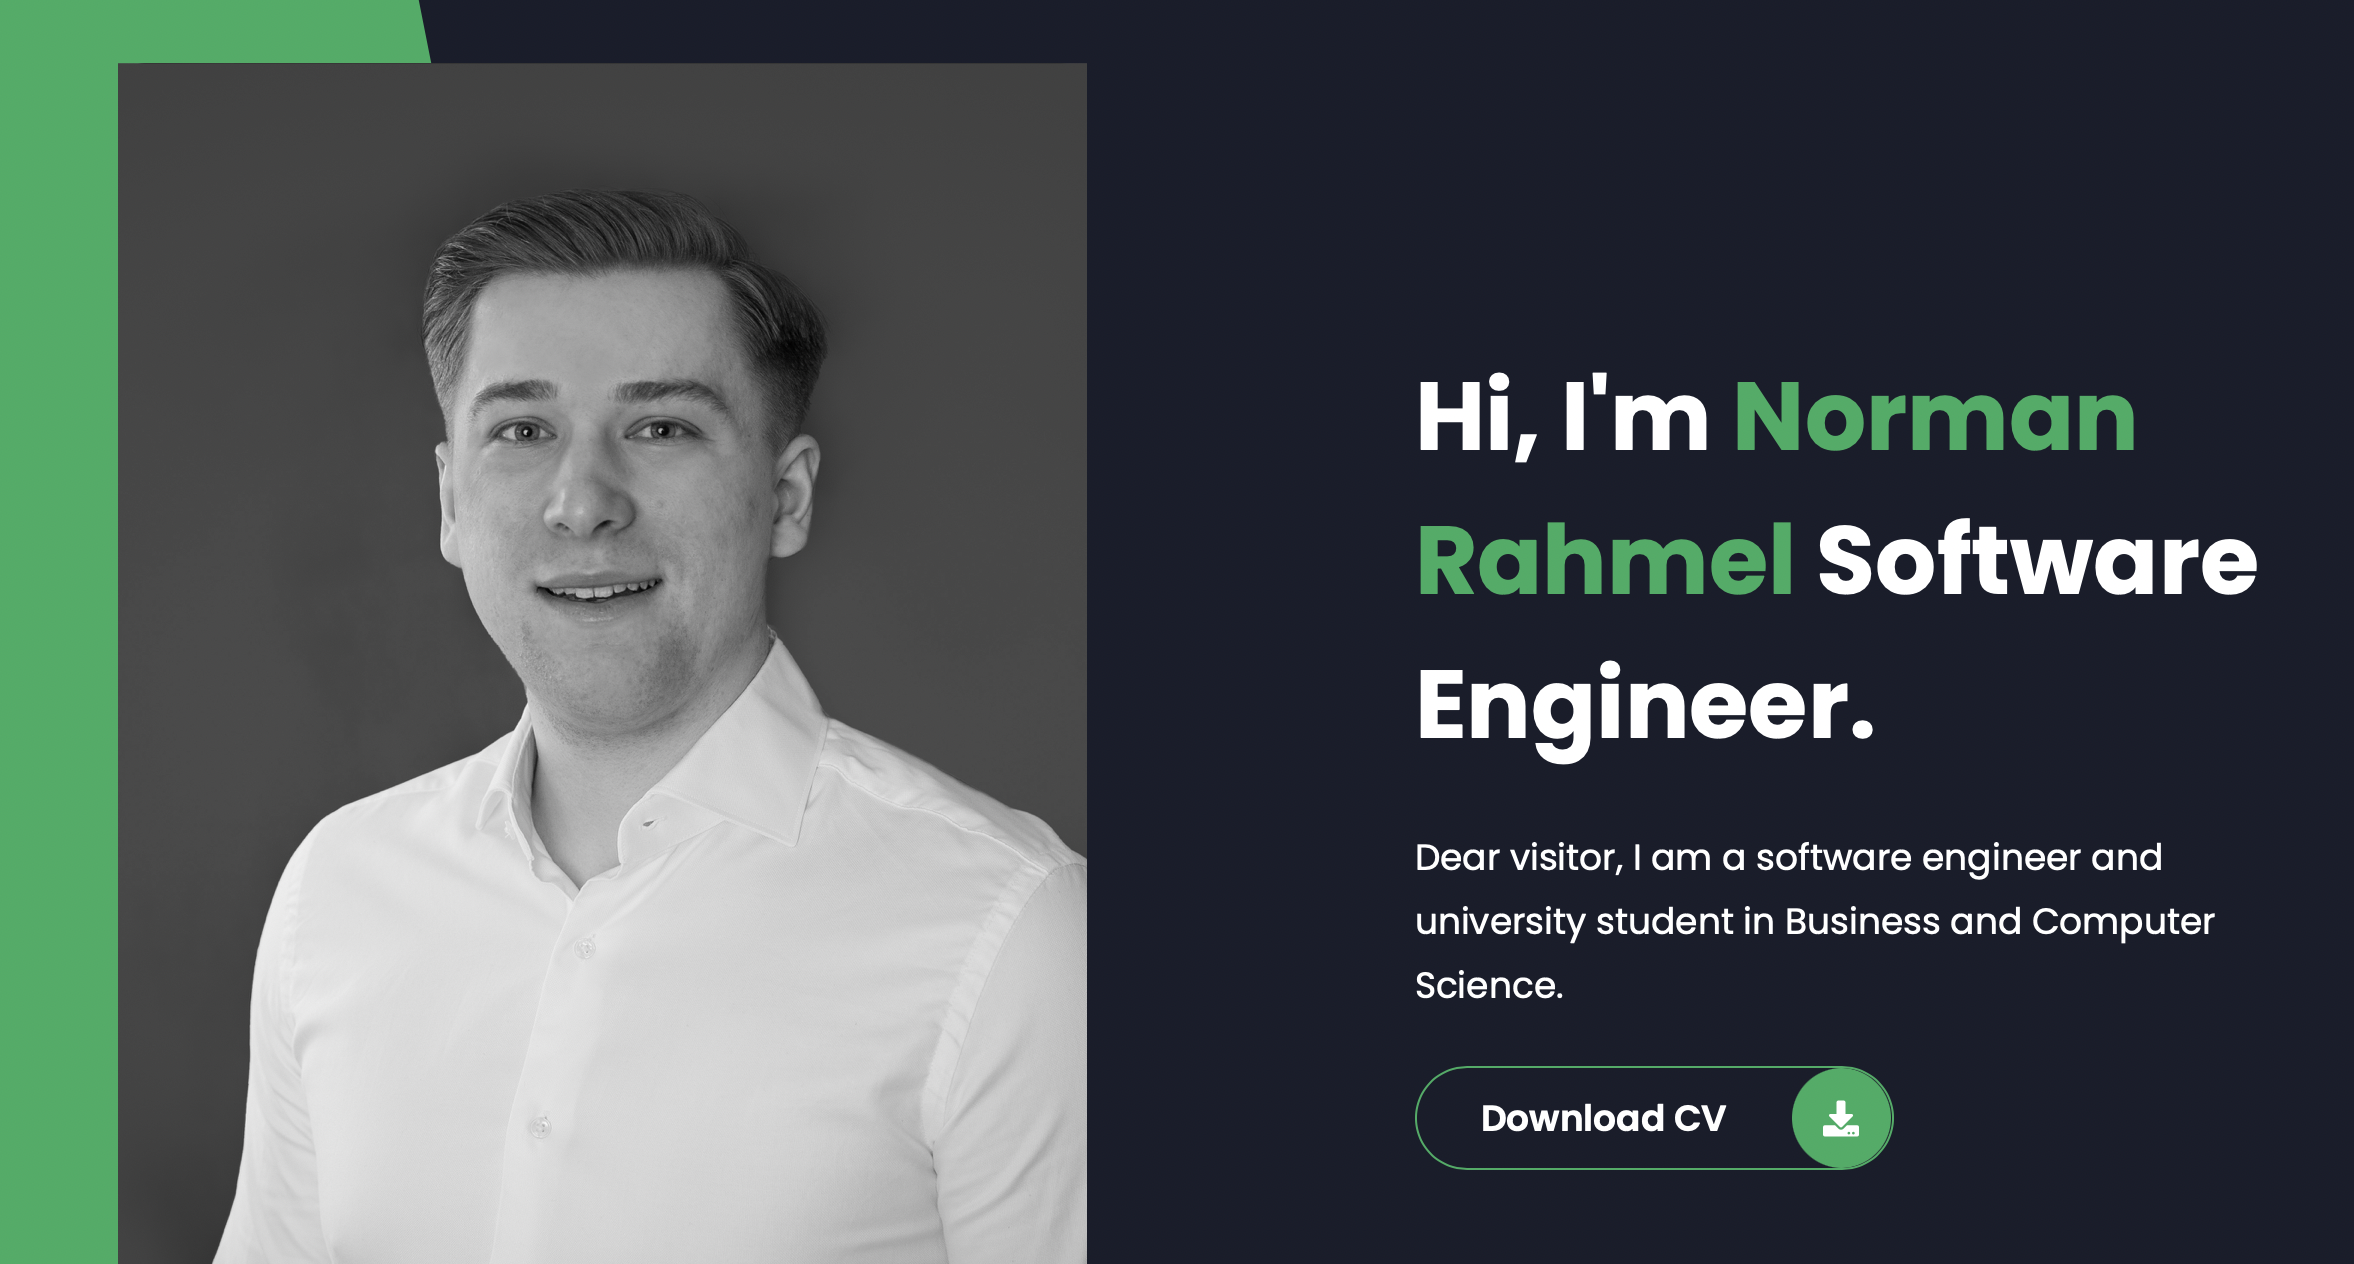 Hi, I'm Norman
Rahmel Software
Engineer.
Dear visitor, I am a software engineer and
university student in Business and Computer
Science.
Download CV